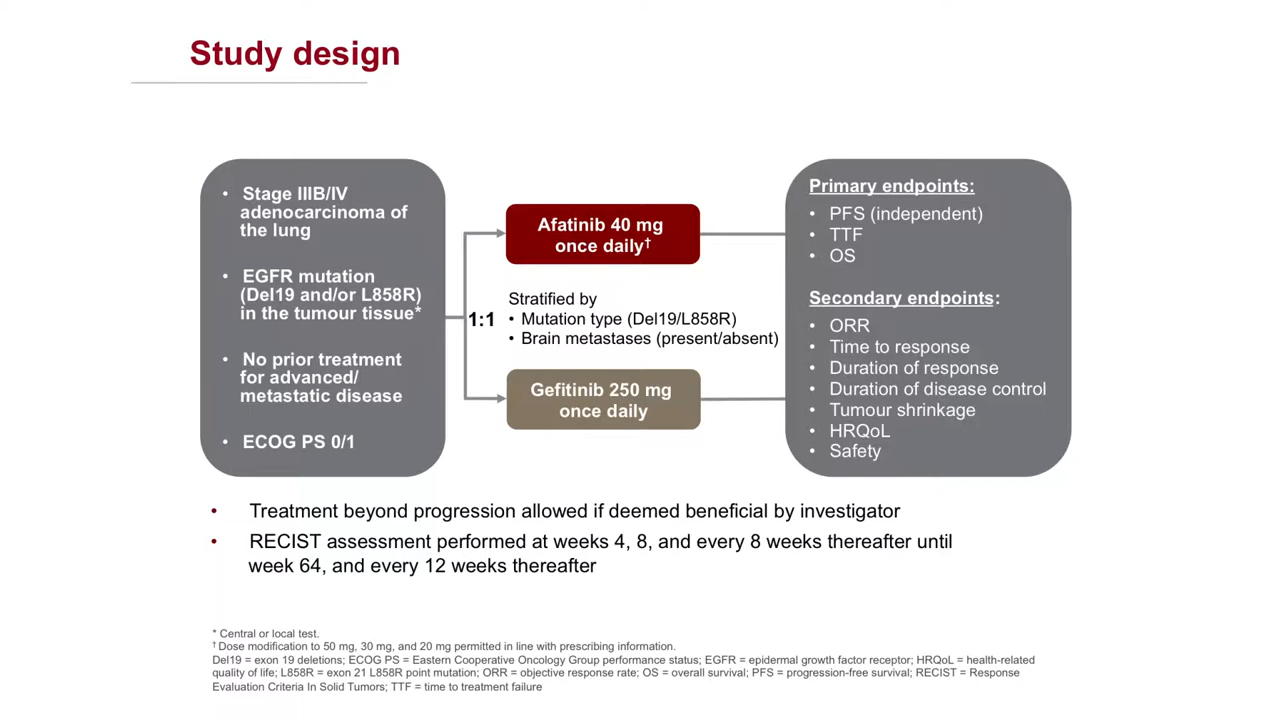 Study design
• Stage IIIB/IV
adenocarcinoma of
the lung
• EGFR mutation
(Del19 and/or L858R)
in the tumour tissue*
• No prior treatment
for advanced/
metastatic disease
• ECOG PS 0/1
1:1
Afatinib 40 mg
once daily†
Stratified by
• Mutation type (Del19/L858R)
• Brain metastases (present/absent)
Gefitinib 250 mg
once daily
Primary endpoints:
• PFS (independent)
• TTF
• OS
Secondary endpoints:
• ORR
• Time to response
• Duration of response
• Duration of disease control
• Tumour shrinkage
• HRQoL
• Safety
• Treatment beyond progression allowed if deemed beneficial by investigator
• RECIST assessment performed at weeks 4, 8, and every 8 weeks thereafter until
week 64, and every 12 weeks thereafter
* Central or local test.
† Dose modification to 50 mg, 30 mg, and 20 mg permitted in line with prescribing information.
Del19 = exon 19 deletions; ECOG PS = Eastern Cooperative Oncology Group performance status; EGFR = epidermal growth factor receptor; HRQoL = health-related
quality of life; L858R = exon 21 L858R point mutation; ORR = objective response rate; OS = overall survival; PFS = progression-free survival; RECIST = Response
Evaluation Criteria In Solid Tumors; TTF = time to treatment failure